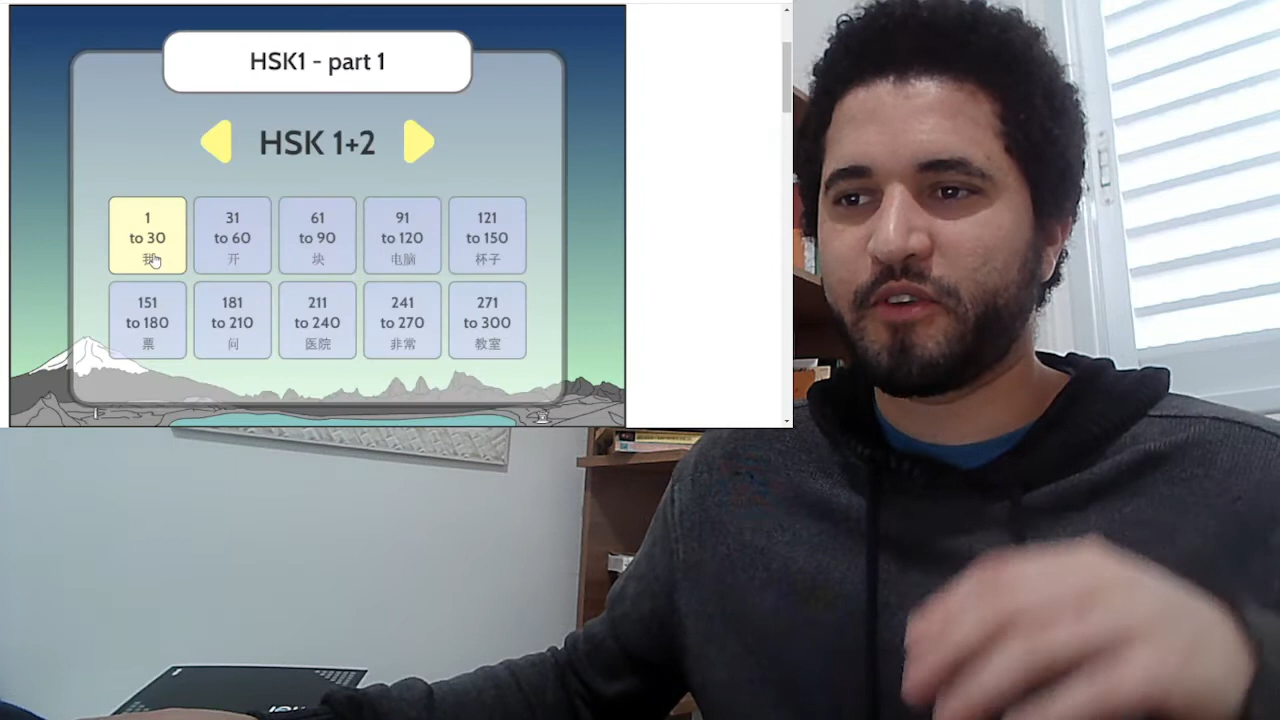 HSK1 - part 1
HSK 1+2
1
to 30
我
31
to 60
开
61
to 90
块
91
to 120
电脑
121
to 150
杯子
151
to 180
票
181
to 210
问
211
to 240
医院
241
to 270
非常
271
to 300
教室